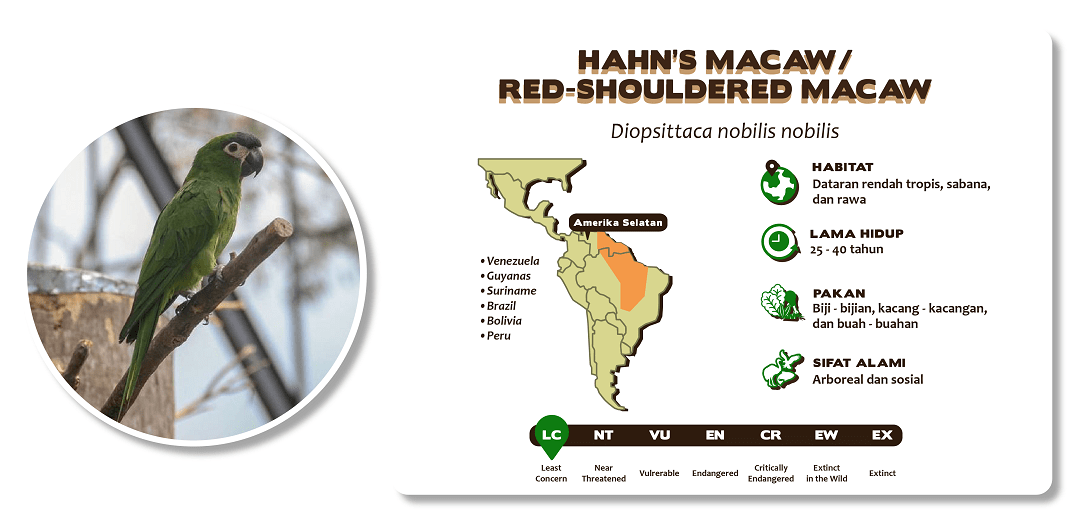 HAHN'S MACAW/
RED-SHOULDERED MACAW
Diopsittaca nobilis nobilis
Amerika Selatan
• Venezuela
• Guyanas
• Suriname
• Brazil
• Bolivia
• Peru
HABITAT
Dataran rendah tropis, sabana,
dan rawa
LAMA HIDUP
25 - 40 tahun
PAKAN
Biji - bijian, kacang - kacangan,
dan buah - buahan
SIFAT ALAMI
Arboreal dan sosial
LC NT VU EN CR EW EX
Least Concern Near Threatened Vulrerable Endangered Critically Endangered Extinct in the Wild Extinct